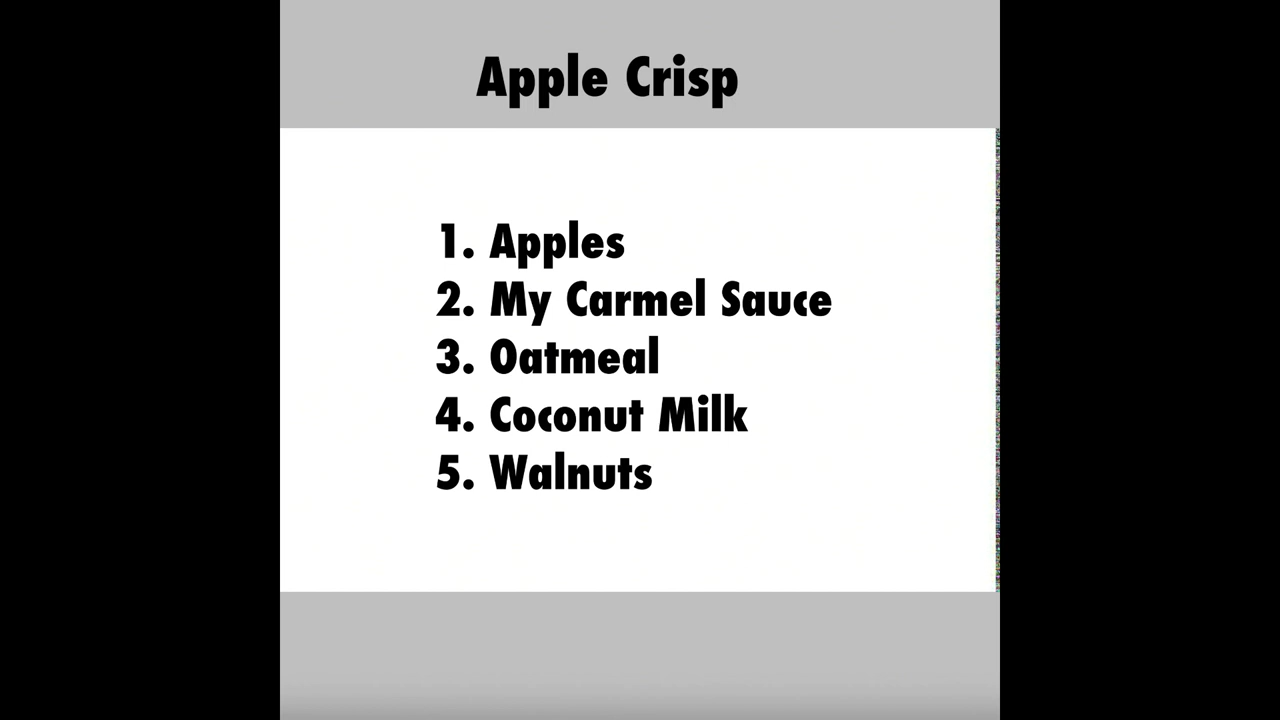 Apple Crisp
1. Apples
2. My Carmel Sauce
3. Oatmeal
4. Coconut Milk
5. Walnuts